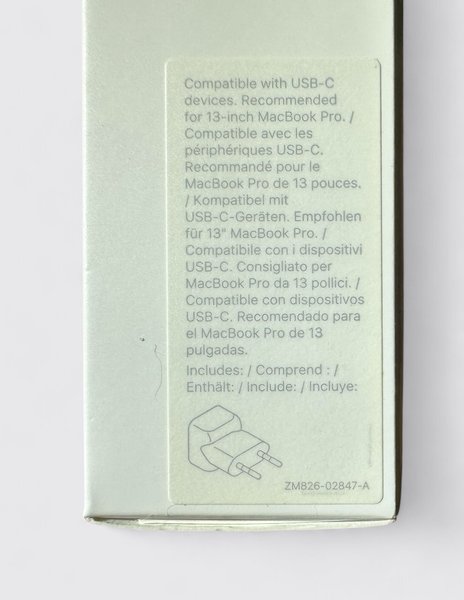 Compatible with USB-C
devices. Recommended
for 13-inch MacBook Pro. /
Compatible avec les
périphériques USB-C.
Recommandé pour le
MacBook Pro de 13 pouces.
/ Kompatibel mit
USB-C-Geräten. Empfohlen
für 13" MacBook Pro. /
Compatibile con i dispositivi
USB-C. Consigliato per
MacBook Pro da 13 pollici. /
Compatible con dispositivos
USB-C. Recomendado para
el MacBook Pro de 13
pulgadas.
Includes: / Comprend : /
Enthält: / Include: / Incluye:
ZM826-02847-A